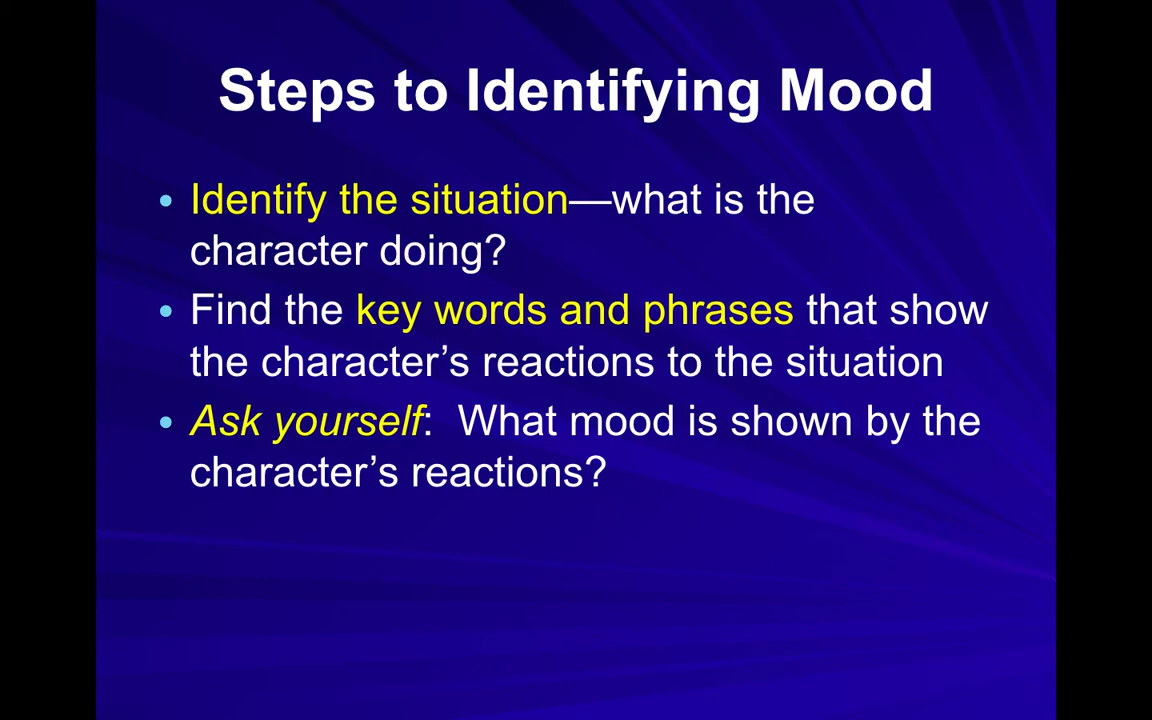 Steps to Identifying Mood
• Identify the situation—what is the
character doing?
• Find the key words and phrases that show
the character’s reactions to the situation
• Ask yourself:  What mood is shown by the
character’s reactions?